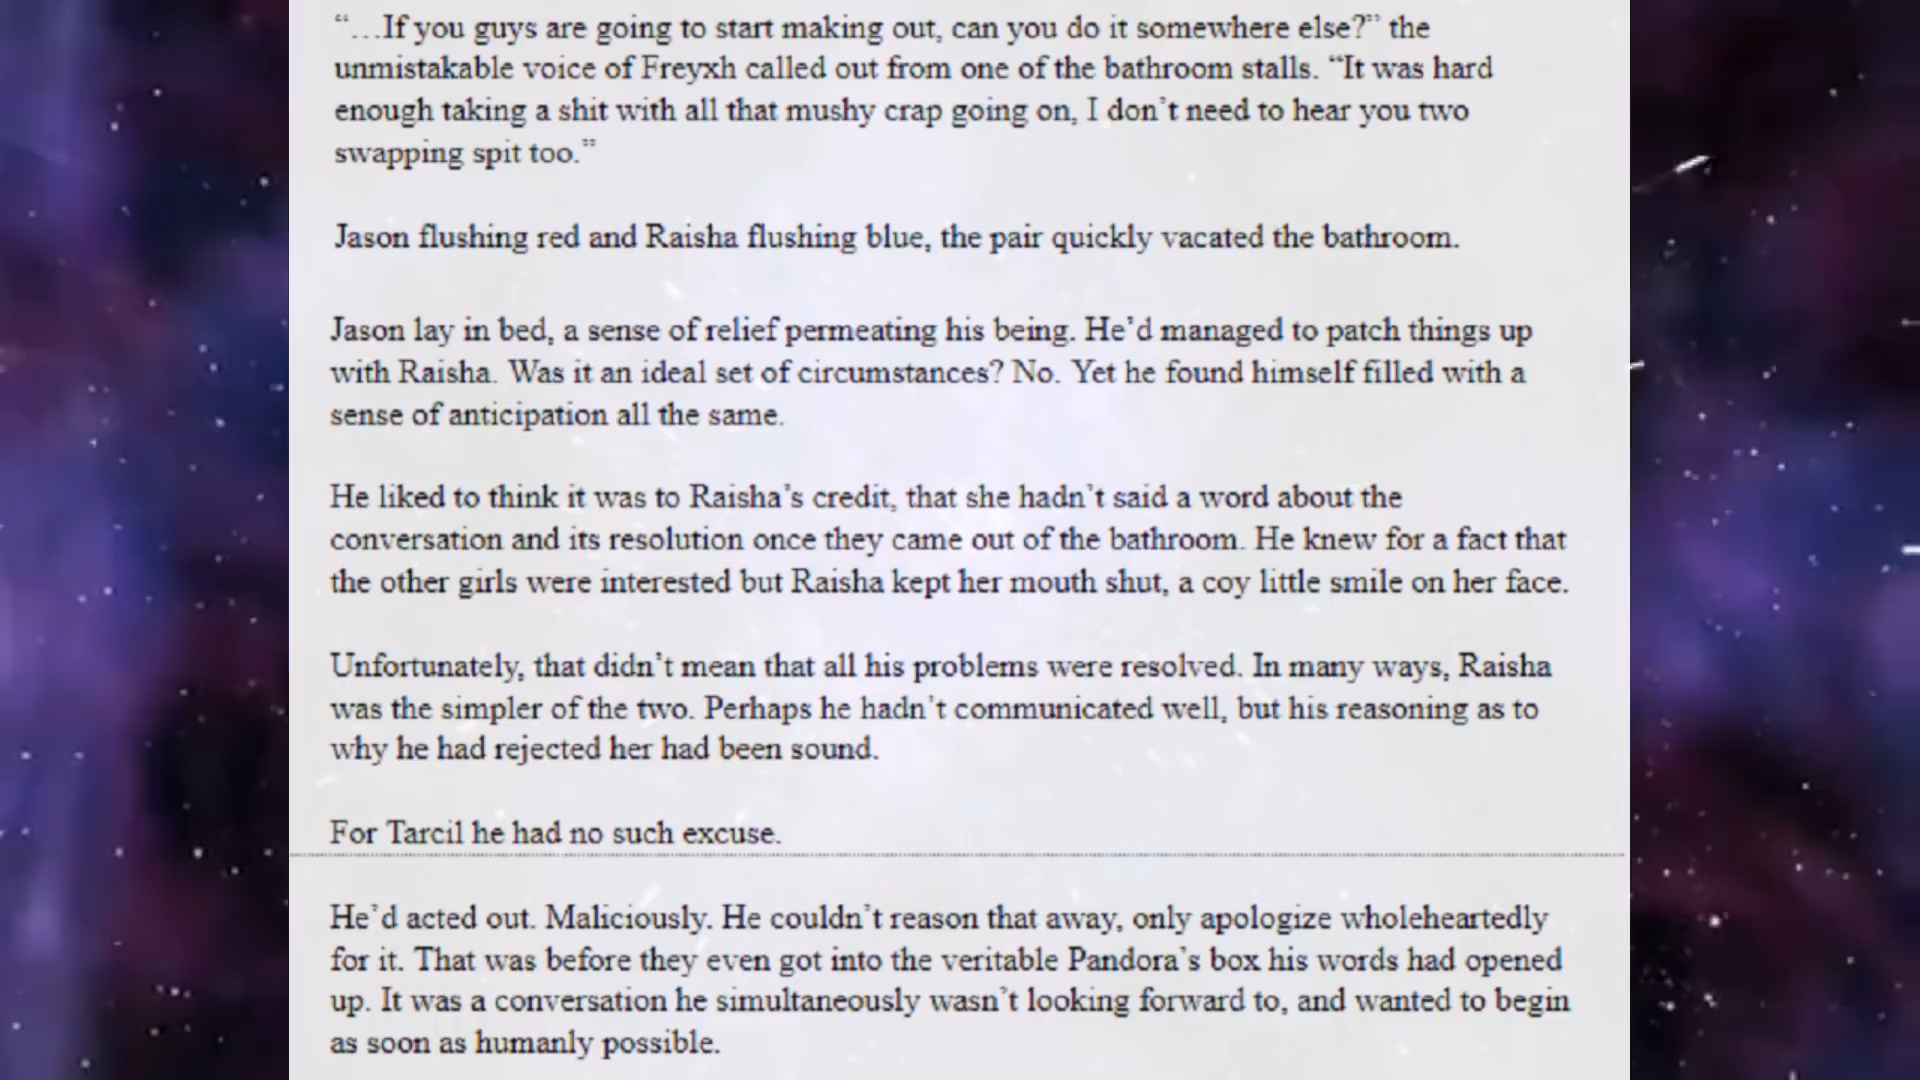 “…If you guys are going to start making out, can you do it somewhere else?” the
unmistakable voice of Freyxh called out from one of the bathroom stalls. “It was hard
enough taking a shit with all that mushy crap going on, I don’t need to hear you two
swapping spit too.”
Jason flushing red and Raisha flushing blue, the pair quickly vacated the bathroom.
Jason lay in bed, a sense of relief permeating his being. He’d managed to patch things up
with Raisha. Was it an ideal set of circumstances? No. Yet he found himself filled with a
sense of anticipation all the same.
He liked to think it was to Raisha’s credit, that she hadn’t said a word about the
conversation and its resolution once they came out of the bathroom. He knew for a fact that
the other girls were interested but Raisha kept her mouth shut, a coy little smile on her face.
Unfortunately, that didn’t mean that all his problems were resolved. In many ways, Raisha
was the simpler of the two. Perhaps he hadn’t communicated well, but his reasoning as to
why he had rejected her had been sound.
For Tarcil he had no such excuse.
He’d acted out. Maliciously. He couldn’t reason that away, only apologize wholeheartedly
for it. That was before they even got into the veritable Pandora’s box his words had opened
up. It was a conversation he simultaneously wasn’t looking forward to, and wanted to begin
as soon as humanly possible.